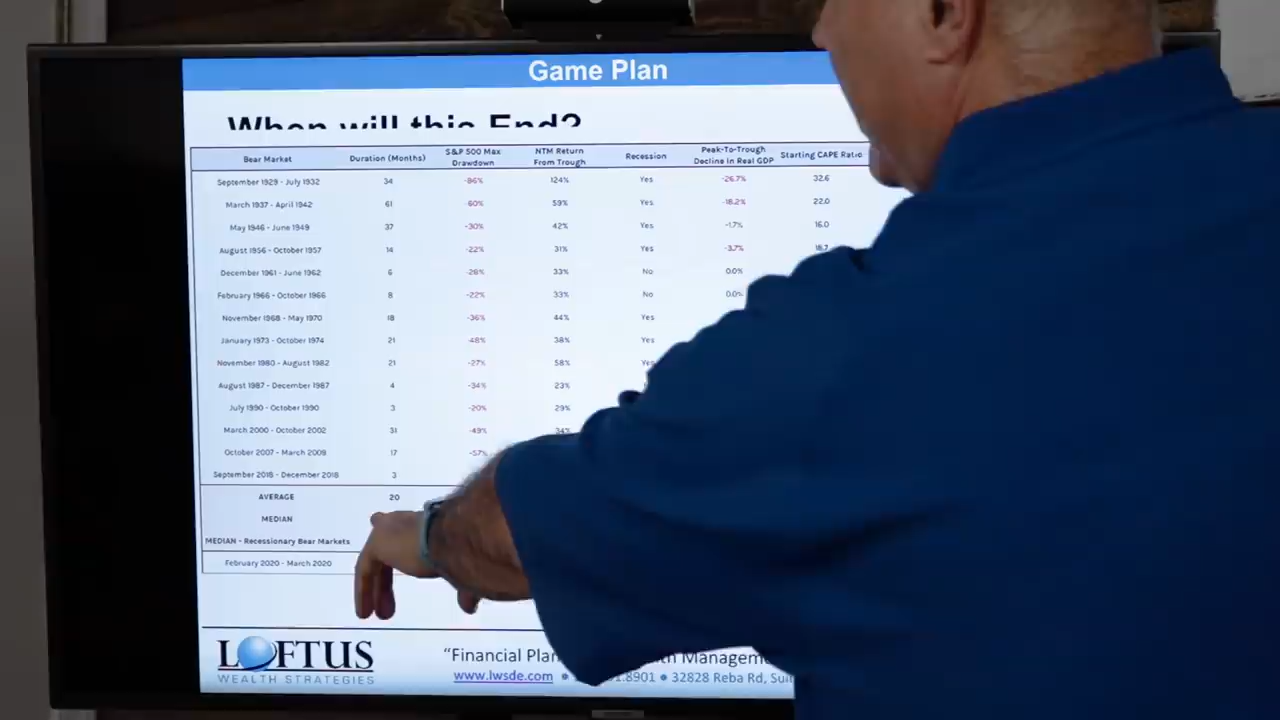 Game Plan
When will this End?
Bear Market Duration (Months) S&P 500 Max Drawdown NTM Return From Trough Recession Peak-To-Trough Decline In Real GDP Starting CAPE Ratio
September 1929 - July 1932 34 -86% 124% Yes -26.7% 32.6
March 1937 - April 1942 61 -60% 59% Yes -18.2% 22.0
May 1946 - June 1949 37 -30% 42% Yes -1.7% 16.0
August 1956 - October 1957 14 -22% 31% Yes -3.7% 18.7
December 1961 - June 1962 6 -28% 33% No 0.0%
February 1966 - October 1966 8 -22% 33% No 0.0%
November 1968 - May 1970 18 -36% 44% Yes
January 1973 - October 1974 21 -48% 38% Yes
November 1980 - August 1982 21 -27% 58% Yes
August 1987 - December 1987 4 -34% 23%
July 1990 - October 1990 3 -20% 29%
March 2000 - October 2002 31 -49% 34%
October 2007 - March 2009 17 -57%
September 2018 - December 2018 3
AVERAGE 20
MEDIAN
MEDIAN - Recessionary Bear Markets
February 2020 - March 2020
LOFTUS
WEALTH STRATEGIES
"Financial Plan
www.lwsde.com ● .8901 ● 32828 Reba Rd,